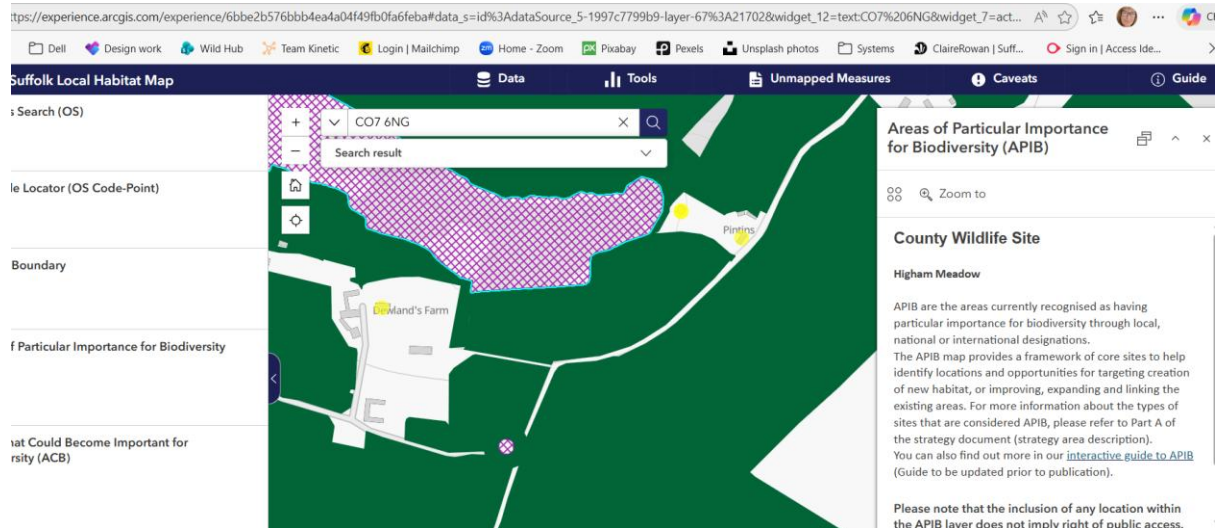 ttps://experience.arcgis.com/experience/6bbe2b576bbb4ea4a04f49fb0fa6feba#data_s=id%3AdataSource_5-1997c7799b9-layer-67%3A21702&widget_12=text:CO7%206NG&widget_7=act...
Dell Design work Wild Hub Team Kinetic Login | Mailchimp Home - Zoom Pixabay Pexels Unsplash photos Systems ClaireRowan | Suff... Sign in | Access Ide...
Suffolk Local Habitat Map Data Tools Unmapped Measures Caveats Guide
s Search (OS)
le Locator (OS Code-Point)
Boundary
f Particular Importance for Biodiversity
hat Could Become Important for
rsity (ACB)
CO7 6NG
Search result
Pintins
Dewland's Farm
Areas of Particular Importance
for Biodiversity (APIB)
Zoom to
County Wildlife Site
Higham Meadow
APIB are the areas currently recognised as having
particular importance for biodiversity through local,
national or international designations.
The APIB map provides a framework of core sites to help
identify locations and opportunities for targeting creation
of new habitat, or improving, expanding and linking the
existing areas. For more information about the types of
sites that are considered APIB, please refer to Part A of
the strategy document (strategy area description).
You can also find out more in our interactive guide to APIB
(Guide to be updated prior to publication).
Please note that the inclusion of any location within
the APIB layer does not imply right of public access.